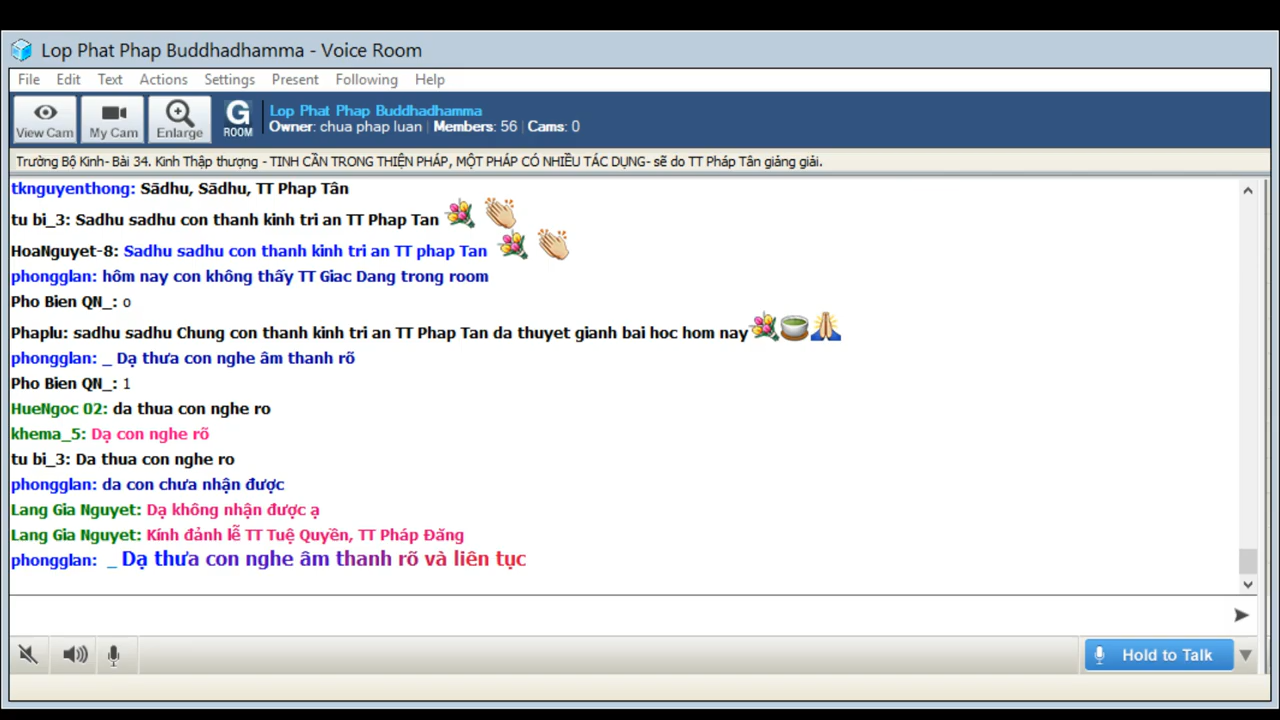 Lop Phat Phap Buddhadhamma - Voice Room
File Edit Text Actions Settings Present Following Help
View Cam My Cam Enlarge G ROOM
Lop Phat Phap Buddhadhamma
Owner: chua phap luan | Members: 56 | Cams: 0
Trường Bộ Kinh- Bài 34. Kinh Thập thượng - TINH CẦN TRONG THIỆN PHÁP, MỘT PHÁP CÓ NHIỀU TÁC DỤNG- sẽ do TT Pháp Tân giảng giải.
tknguyenthong: Sādhu, Sādhu, TT Phap Tân
tu bi_3: Sadhu sadhu con thanh kinh tri an TT Phap Tan
HoaNguyet-8: Sadhu sadhu con thanh kinh tri an TT phap Tan
phongglan: hôm nay con không thấy TT Giac Dang trong room
Pho Bien QN_: o
Phaplu: sadhu sadhu Chung con thanh kinh tri an TT Phap Tan da thuyet gianh bai hoc hom nay
phongglan: _ Dạ thưa con nghe âm thanh rõ
Pho Bien QN_: 1
HueNgoc 02: da thua con nghe ro
khema_5: Dạ con nghe rõ
tu bi_3: Da thua con nghe ro
phongglan: da con chưa nhận được
Lang Gia Nguyet: Dạ không nhận được ạ
Lang Gia Nguyet: Kính đảnh lễ TT Tuệ Quyền, TT Pháp Đăng
phongglan: _ Dạ thưa con nghe âm thanh rõ và liên tục
Hold to Talk